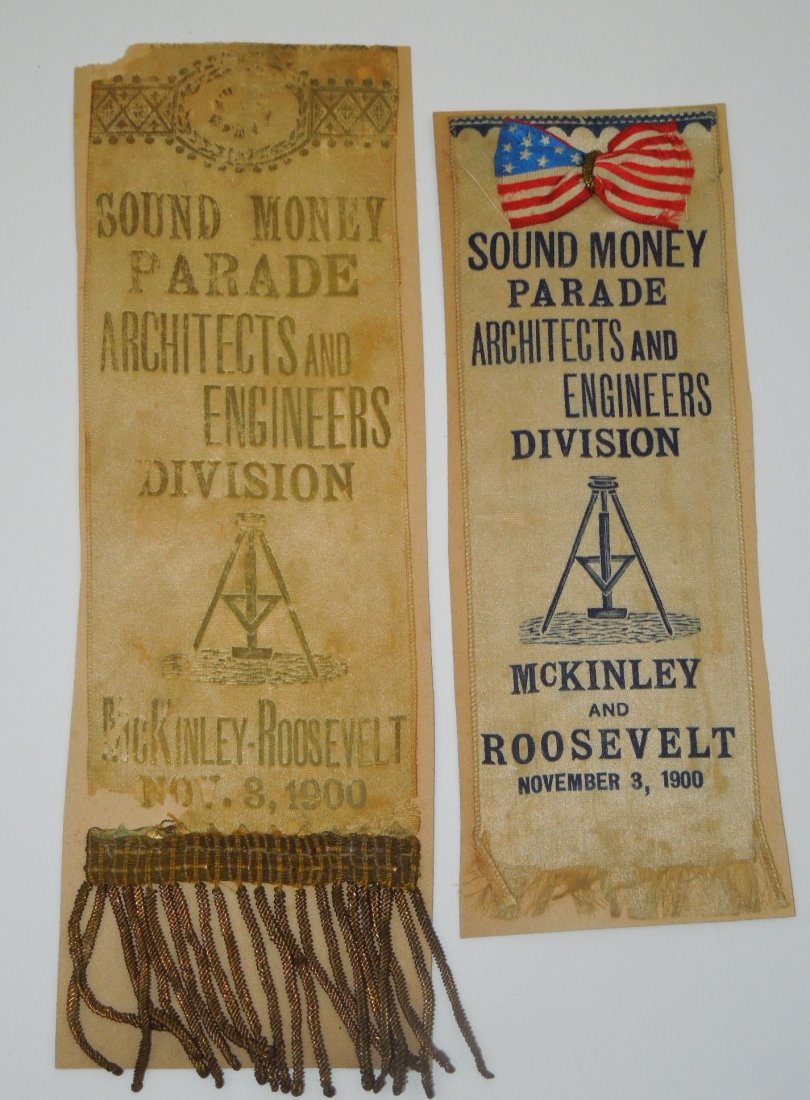 SOUND MONEY
PARADE
ARCHITECTS AND
ENGINEERS
DIVISION
McKINLEY-ROOSEVELT
NOV. 3, 1900
SOUND MONEY
PARADE
ARCHITECTS AND
ENGINEERS
DIVISION
McKINLEY
AND
ROOSEVELT
NOVEMBER 3, 1900